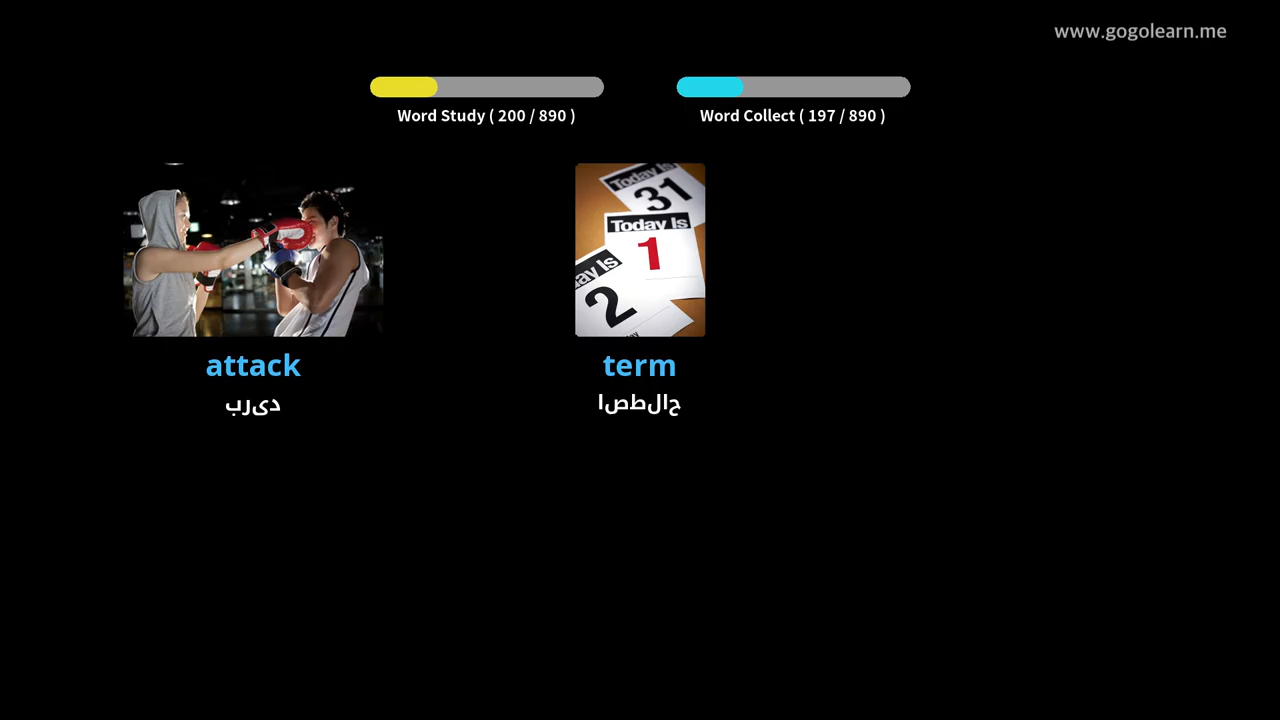 www.gogolearn.me
Word Study ( 200 / 890 )
Word Collect ( 197 / 890 )
Today Is
31
Today Is
1
ay Is
2
attack
term
دیرب
حالطصا